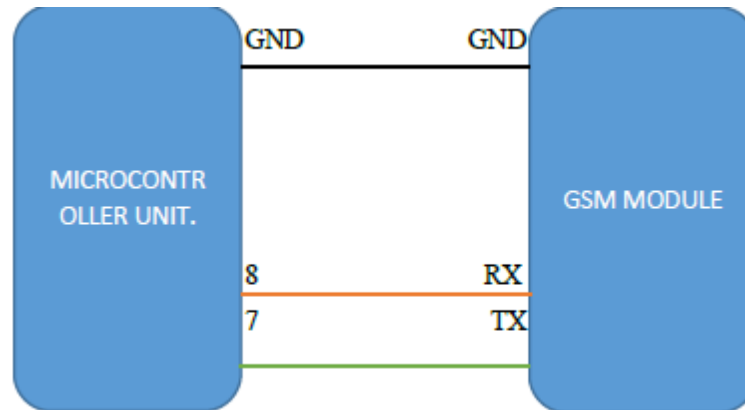 GND GND
MICROCONTR
OLLER UNIT.
GSM MODULE
8 RX
7 TX